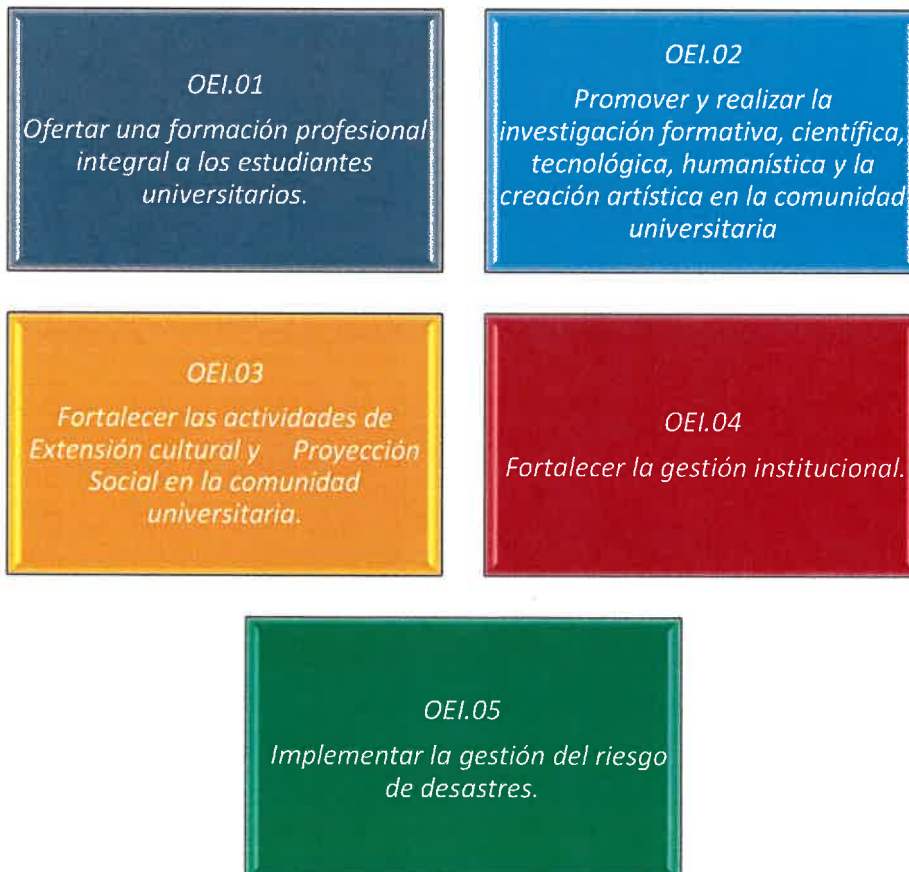 OEI.01
Ofertar una formación profesional
integral a los estudiantes
universitarios.
OEI.02
Promover y realizar la
investigación formativa, científica,
tecnológica, humanística y la
creación artística en la comunidad
universitaria
OEI.03
Fortalecer las actividades de
Extensión cultural y Proyección
Social en la comunidad
universitaria.
OEI.04
Fortalecer la gestión institucional.
OEI.05
Implementar la gestión del riesgo
de desastres.